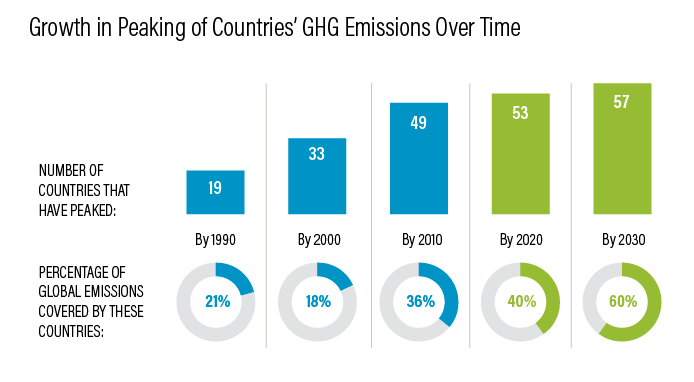 Growth in Peaking of Countries' GHG Emissions Over Time
NUMBER OF
COUNTRIES THAT
HAVE PEAKED:
19
33
49
53
57
By 1990
By 2000
By 2010
By 2020
By 2030
PERCENTAGE OF
GLOBAL EMISSIONS
COVERED BY THESE
COUNTRIES:
21%
18%
36%
40%
60%